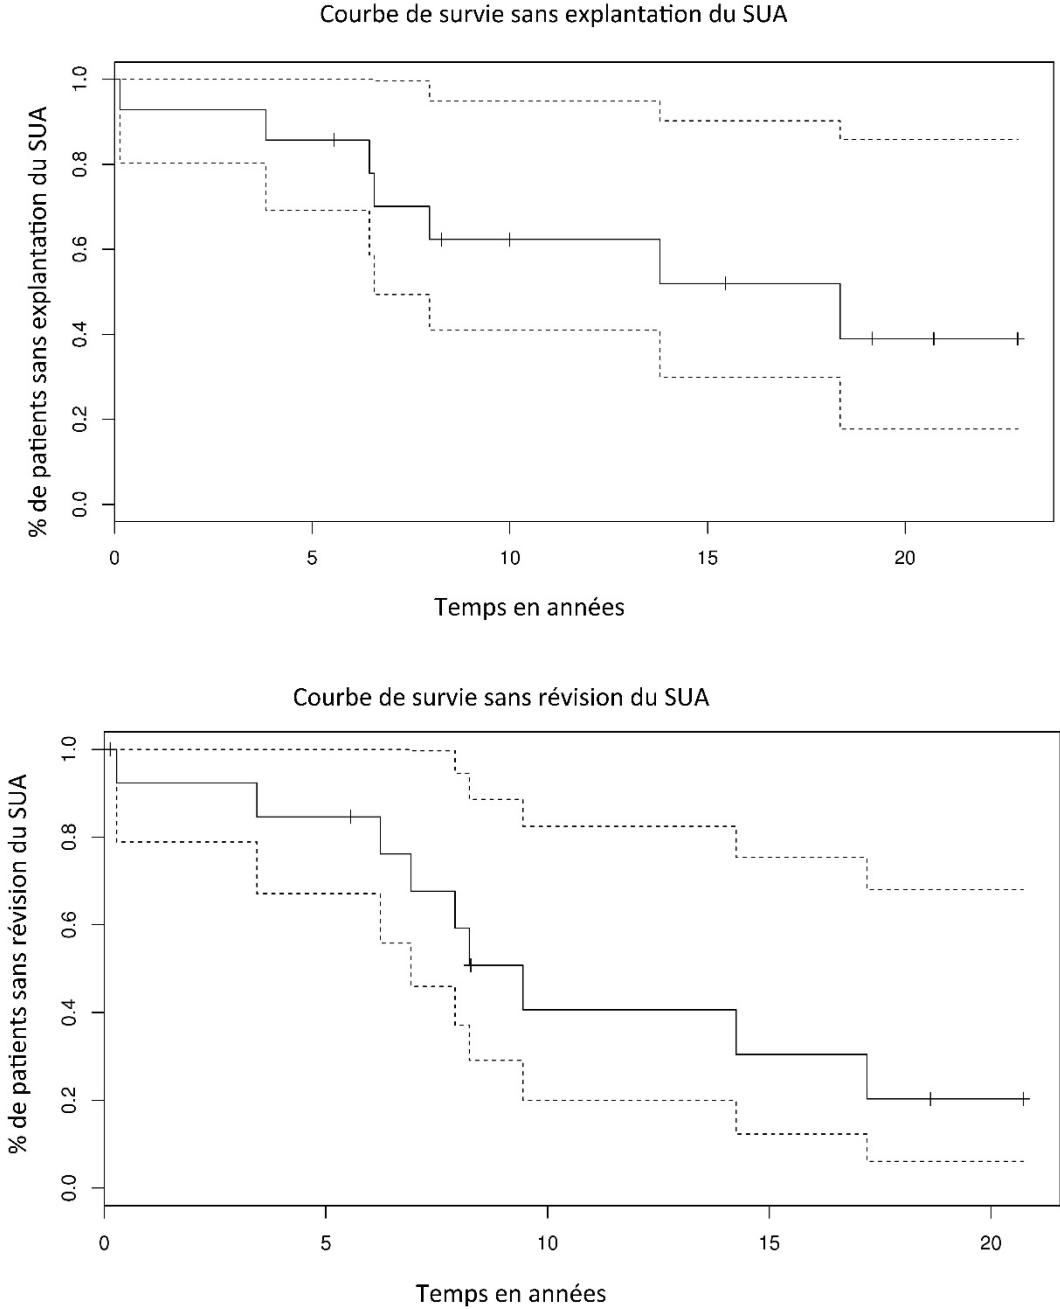 Courbe de survie sans explantation du SUA
% de patients sans explantation du SUA
1.0
0.8
0.6
0.4
0.2
0.0
0 5 10 15 20
Temps en années
Courbe de survie sans révision du SUA
% de patients sans révision du SUA
1.0
0.8
0.6
0.4
0.2
0.0
0 5 10 15 20
Temps en années